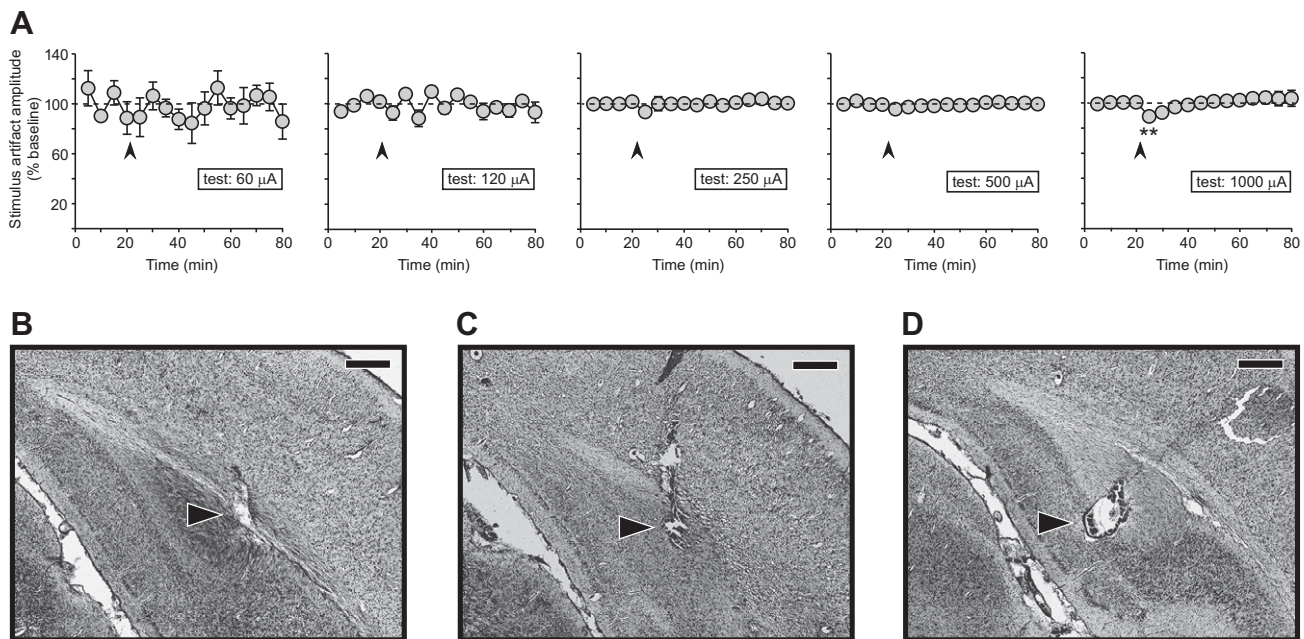 A
Stimulus artifact amplitude
(% baseline)
140
100
60
20
test: 60 µA
0 20 40 60 80
Time (min)
test: 120 µA
0 20 40 60 80
Time (min)
test: 250 µA
0 20 40 60 80
Time (min)
test: 500 µA
0 20 40 60 80
Time (min)
**
test: 1000 µA
0 20 40 60 80
Time (min)
B
C
D